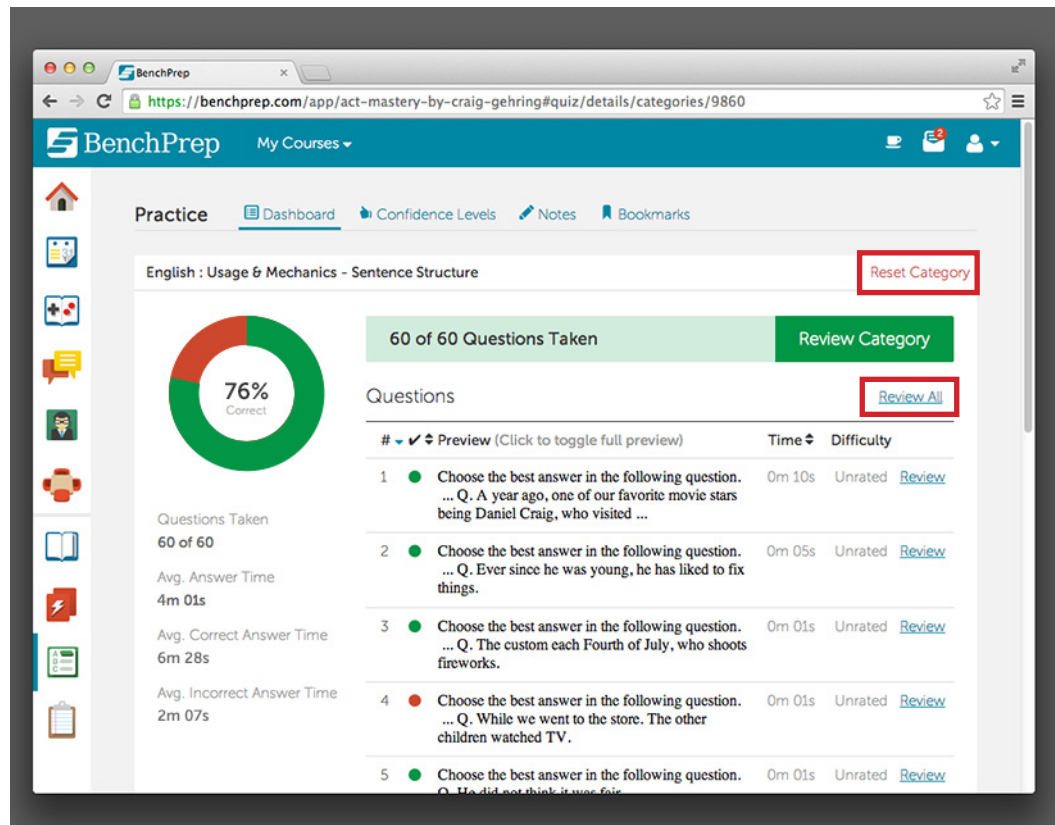 BenchPrep
https://benchprep.com/app/act-mastery-by-craig-gehring#quiz/details/categories/9860
BenchPrep My Courses 2
Practice Dashboard Confidence Levels Notes Bookmarks
English : Usage & Mechanics - Sentence Structure Reset Category
60 of 60 Questions Taken Review Category
76%
Correct
Questions Review All
# Preview (Click to toggle full preview) Time Difficulty
1 Choose the best answer in the following question. 0m 10s Unrated Review
... Q. A year ago, one of our favorite movie stars
being Daniel Craig, who visited ...
2 Choose the best answer in the following question. 0m 05s Unrated Review
... Q. Ever since he was young, he has liked to fix
things.
3 Choose the best answer in the following question. 0m 01s Unrated Review
... Q. The custom each Fourth of July, who shoots
fireworks.
4 Choose the best answer in the following question. 0m 01s Unrated Review
... Q. While we went to the store. The other
children watched TV.
5 Choose the best answer in the following question. 0m 01s Unrated Review
Q. He did not think it was fair
Questions Taken
60 of 60
Avg. Answer Time
4m 01s
Avg. Correct Answer Time
6m 28s
Avg. Incorrect Answer Time
2m 07s